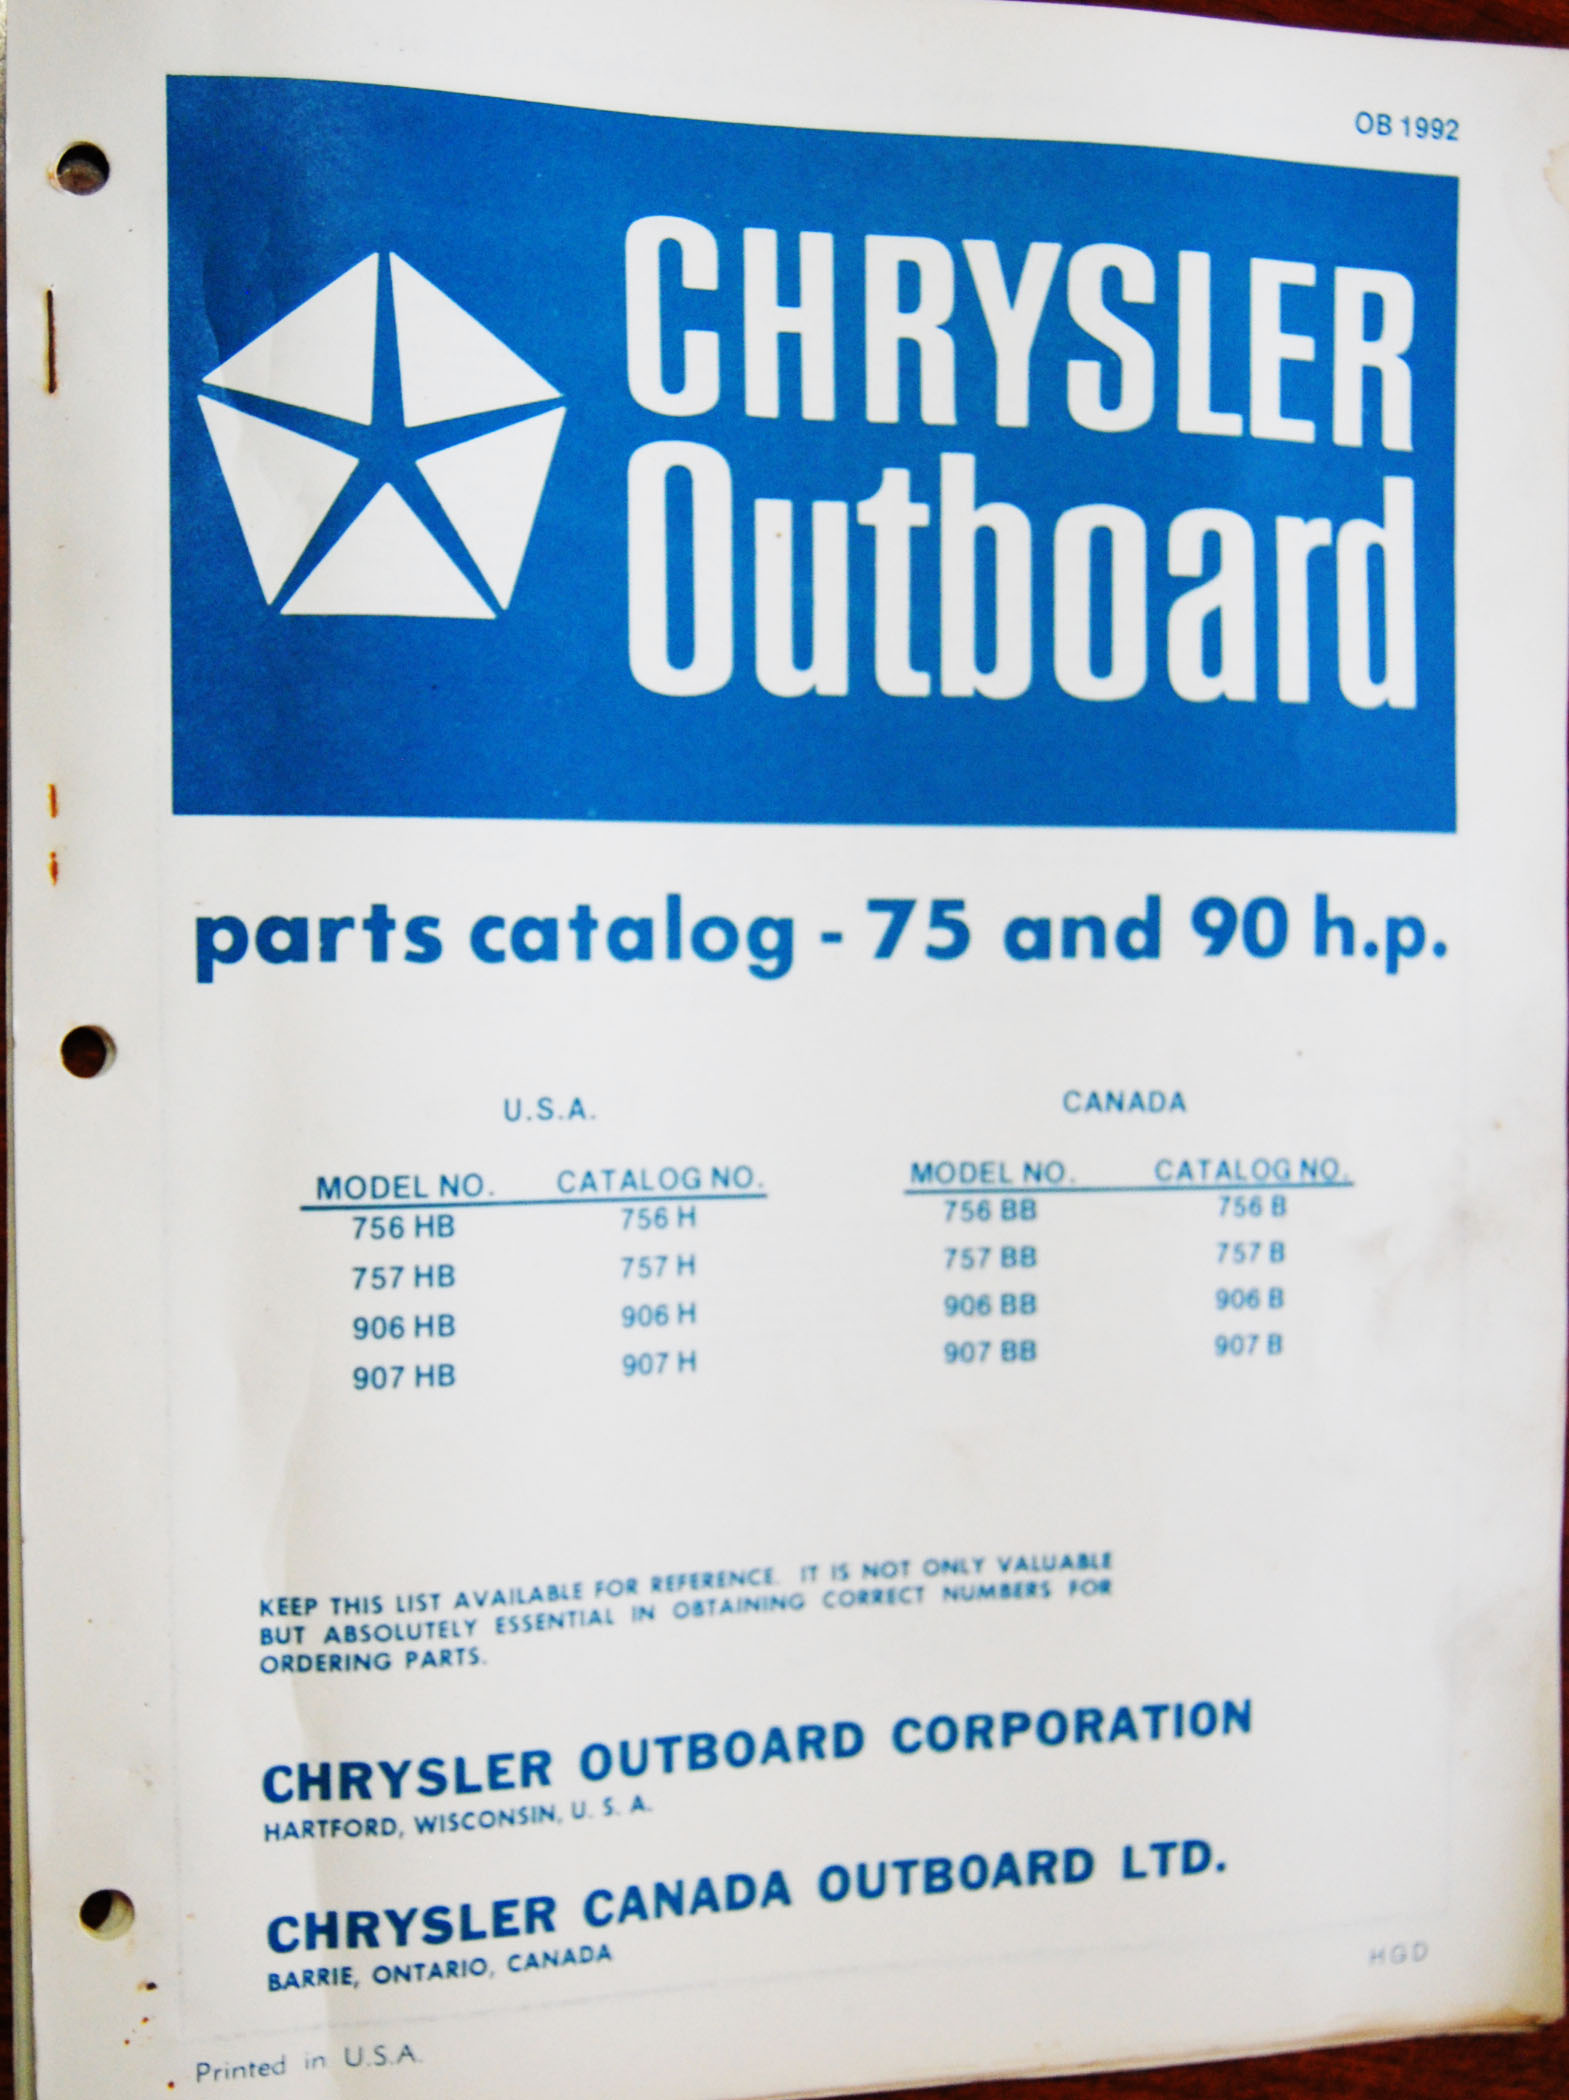 OB 1992
CHRYSLER
Outboard
parts catalog - 75 and 90 h.p.
U.S.A. CANADA
MODEL NO. CATALOG NO. MODEL NO. CATALOG NO.
756 HB 756 H 756 BB 756 B
757 HB 757 H 757 BB 757 B
906 HB 906 H 906 BB 906 B
907 HB 907 H 907 BB 907 B
KEEP THIS LIST AVAILABLE FOR REFERENCE. IT IS NOT ONLY VALUABLE
BUT ABSOLUTELY ESSENTIAL IN OBTAINING CORRECT NUMBERS FOR
ORDERING PARTS.
CHRYSLER OUTBOARD CORPORATION
HARTFORD, WISCONSIN, U. S. A.
CHRYSLER CANADA OUTBOARD LTD.
BARRIE, ONTARIO, CANADA
HGD
Printed in U.S.A.